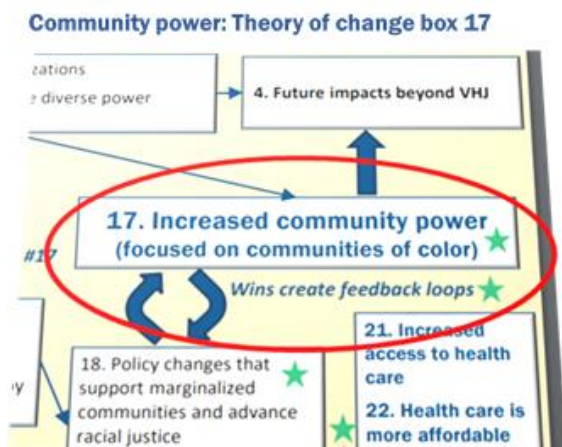 Community power: Theory of change box 17
zations
e diverse power
4. Future impacts beyond VHJ
17. Increased community power
(focused on communities of color)
#17
Wins create feedback loops
18. Policy changes that
support marginalized
communities and advance
racial justice
21. Increased
access to health
care
22. Health care is
more affordable